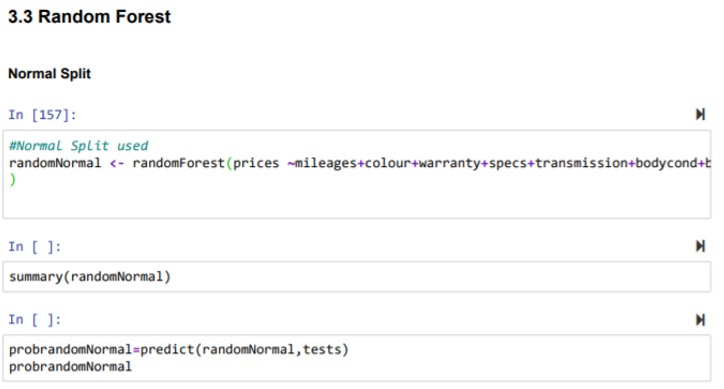 3.3 Random Forest
Normal Split
In [157]:
#Normal Split used
randomNormal <- randomForest(prices ~mileages+colour+warranty+specs+transmission+bodycond+b
)
In [ ]:
summary(randomNormal)
In [ ]:
probrandomNormal=predict(randomNormal,tests)
probrandomNormal